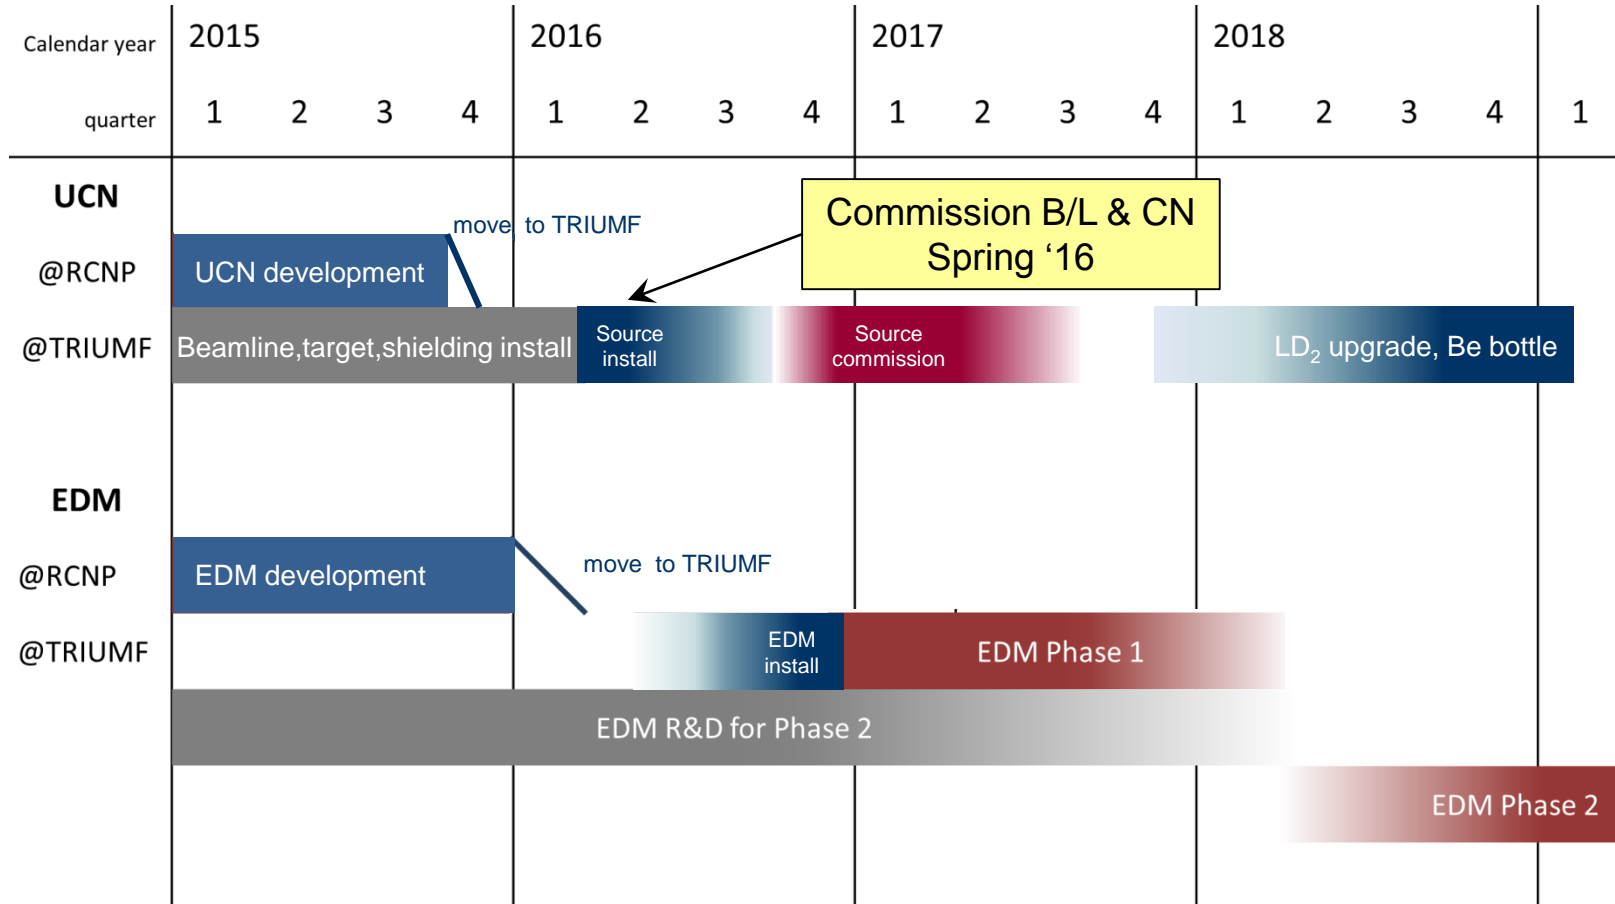 Calendar year 2015 2016 2017 2018
quarter 1 2 3 4 1 2 3 4 1 2 3 4 1 2 3 4 1
UCN
move to TRIUMF
Commission B/L & CN
Spring ‘16
@RCNP UCN development
@TRIUMF Beamline,target,shielding install
Source
install
Source
commission
LD₂ upgrade, Be bottle
EDM
@RCNP EDM development
move to TRIUMF
@TRIUMF
EDM
install
EDM Phase 1
EDM R&D for Phase 2
EDM Phase 2